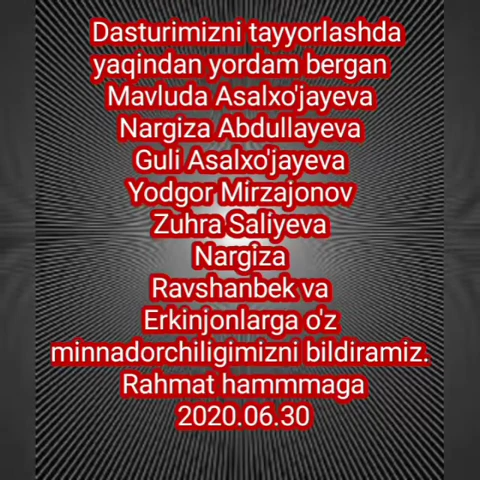 Dasturimizni tayyorlashda
yaqindan yordam bergan
Mavluda Asalxo'jayeva
Nargiza Abdullayeva
Guli Asalxo'jayeva
Yodgor Mirzajonov
Zuhra Saliyeva
Nargiza
Ravshanbek va
Erkinjonlarga o'z
minnadorchiligimizni bildiramiz.
Rahmat hammmaga
2020.06.30